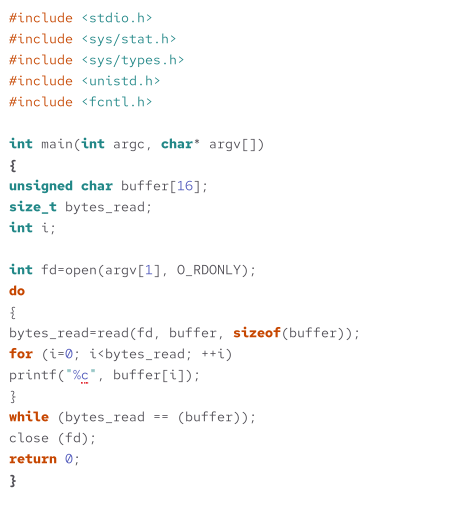 #include <stdio.h>
#include <sys/stat.h>
#include <sys/types.h>
#include <unistd.h>
#include <fcntl.h>
int main(int argc, char* argv[])
{
unsigned char buffer[16];
size_t bytes_read;
int i;
int fd=open(argv[1], O_RDONLY);
do
{
bytes_read=read(fd, buffer, sizeof(buffer));
for (i=0; i<bytes_read; ++i)
printf("%c", buffer[i]);
}
while (bytes_read == (buffer));
close (fd);
return 0;
}